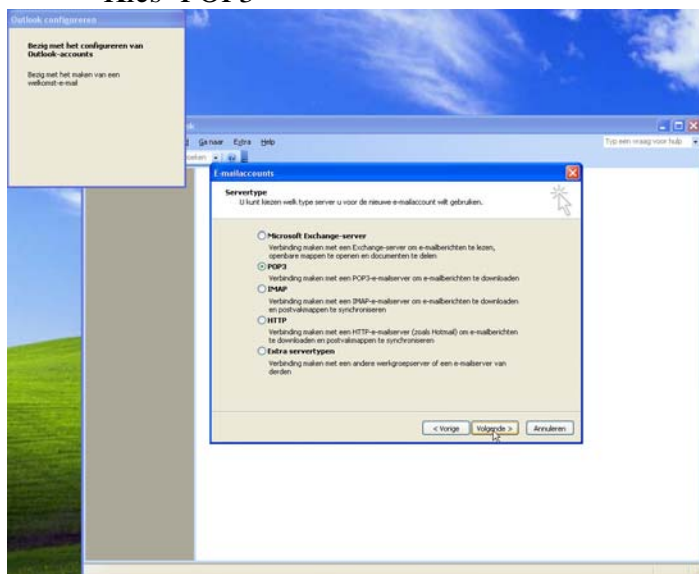 Kies POP3
Outlook configureren
Bezig met het configureren van
Outlook-accounts
Bezig met het maken van een
welkomst-e-mail
Ga naar Extra Help
Typ een vraag voor hulp
E-mailaccounts
Servertype
U kunt kiezen welk type server u voor de nieuwe e-mailaccount wilt gebruiken.
Microsoft Exchange-server
Verbinding maken met een Exchange-server om e-mailberichten te lezen,
openbare mappen te openen en documenten te delen
POP3
Verbinding maken met een POP3-e-mailserver om e-mailberichten te downloaden
IMAP
Verbinding maken met een IMAP-e-mailserver om e-mailberichten te downloaden
en postvakmappen te synchroniseren
HTTP
Verbinding maken met een HTTP-e-mailserver (zoals Hotmail) om e-mailberichten
te downloaden en postvakmappen te synchroniseren
Extra servertypen
Verbinding maken met een andere werkgroepserver of een e-mailserver van
derden
< Vorige Volgende > Annuleren